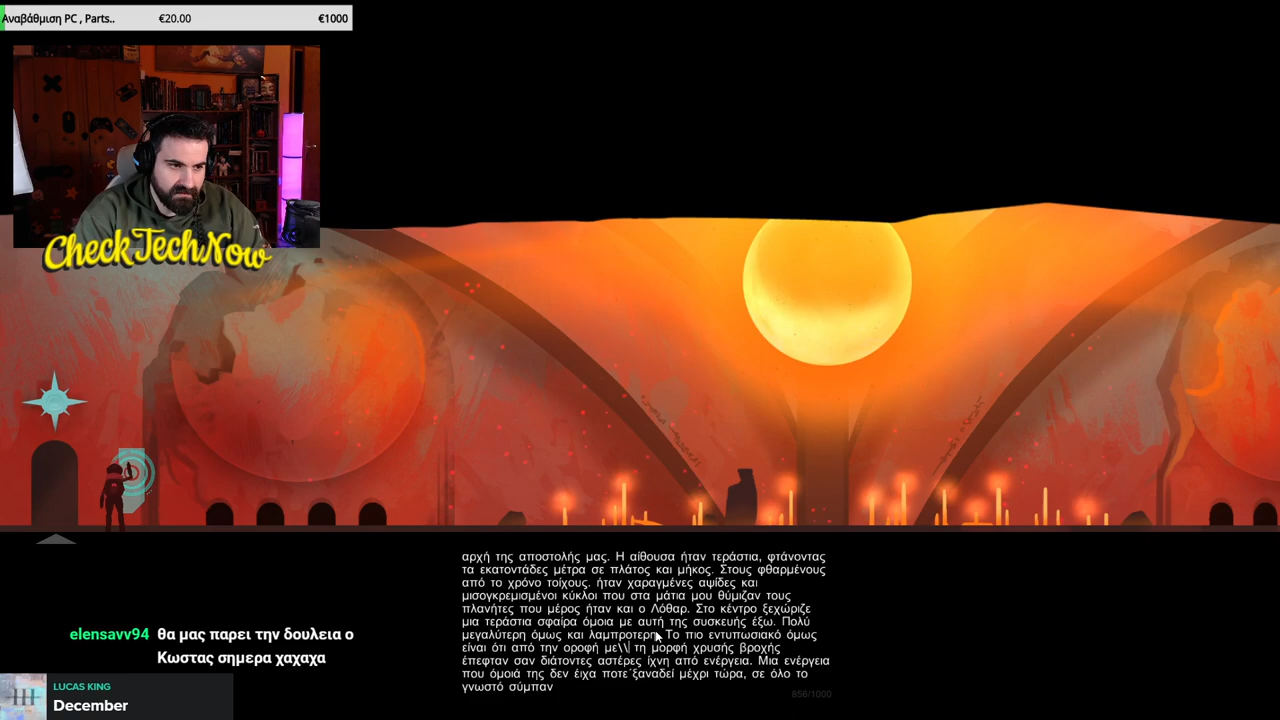 Αναβάθμιση PC , Parts.. €20.00 €1000
CheckTechNow
αρχή της αποστολής μας. Η αίθουσα ήταν τεράστια, φτάνοντας
τα εκατοντάδες μέτρα σε πλάτος και μήκος. Στους φθαρμένους
από το χρόνο τοίχους. ήταν χαραγμένες αψίδες και
μισογκρεμισμένοι κύκλοι που στα μάτια μου θύμιζαν τους
πλανήτες που μέρος ήταν και ο Λόθαρ. Στο κέντρο ξεχώριζε
μια τεράστια σφαίρα όμοια με αυτή της συσκευής έξω. Πολύ
μεγαλύτερη όμως και λαμπροτερη. Το πιο εντυπωσιακό όμως
είναι ότι από την οροφή με\\ τη μορφή χρυσής βροχής
έπεφταν σαν διάτοντες αστέρες ίχνη από ενέργεια. Μια ενέργεια
που όμοιά της δεν έιχα ποτε΄ξαναδεί μέχρι τώρα, σε όλο το
γνωστό σύμπαν
856/1000
elensavv94 θα μας παρει την δουλεια ο
Κωστας σημερα χαχαχα
LUCAS KING
December